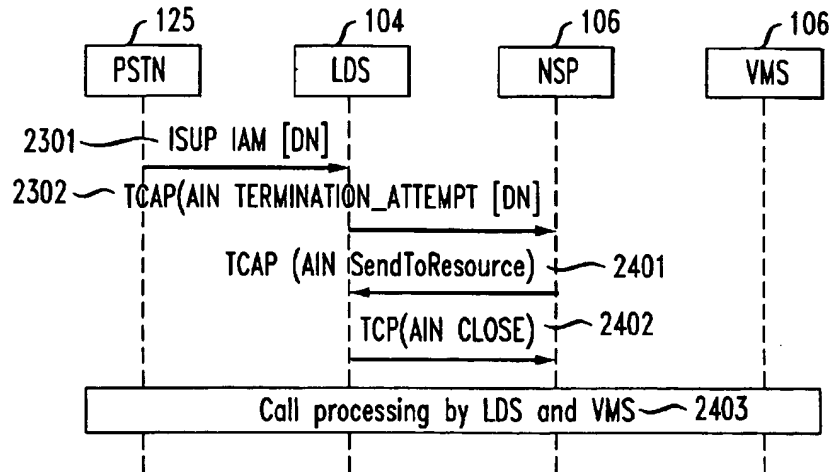 125 104 106 106
PSTN LDS NSP VMS
2301 ISUP IAM [DN]
2302 TCAP(AIN TERMINATION_ATTEMPT [DN]
TCAP (AIN SendToResource) 2401
TCP(AIN CLOSE) 2402
Call processing by LDS and VMS 2403